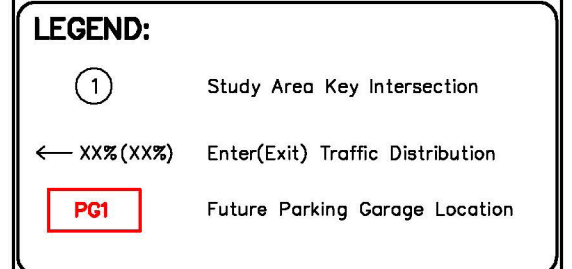 LEGEND:
1 Study Area Key Intersection
← XX%(XX%) Enter(Exit) Traffic Distribution
PG1 Future Parking Garage Location